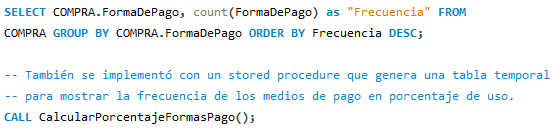 SELECT COMPRA.FormaDePago, count(FormaDePago) as "Frecuencia" FROM
COMPRA GROUP BY COMPRA.FormaDePago ORDER BY Frecuencia DESC;
-- También se implementó con un stored procedure que genera una tabla temporal
-- para mostrar la frecuencia de los medios de pago en porcentaje de uso.
CALL CalcularPorcentajeFormasPago();